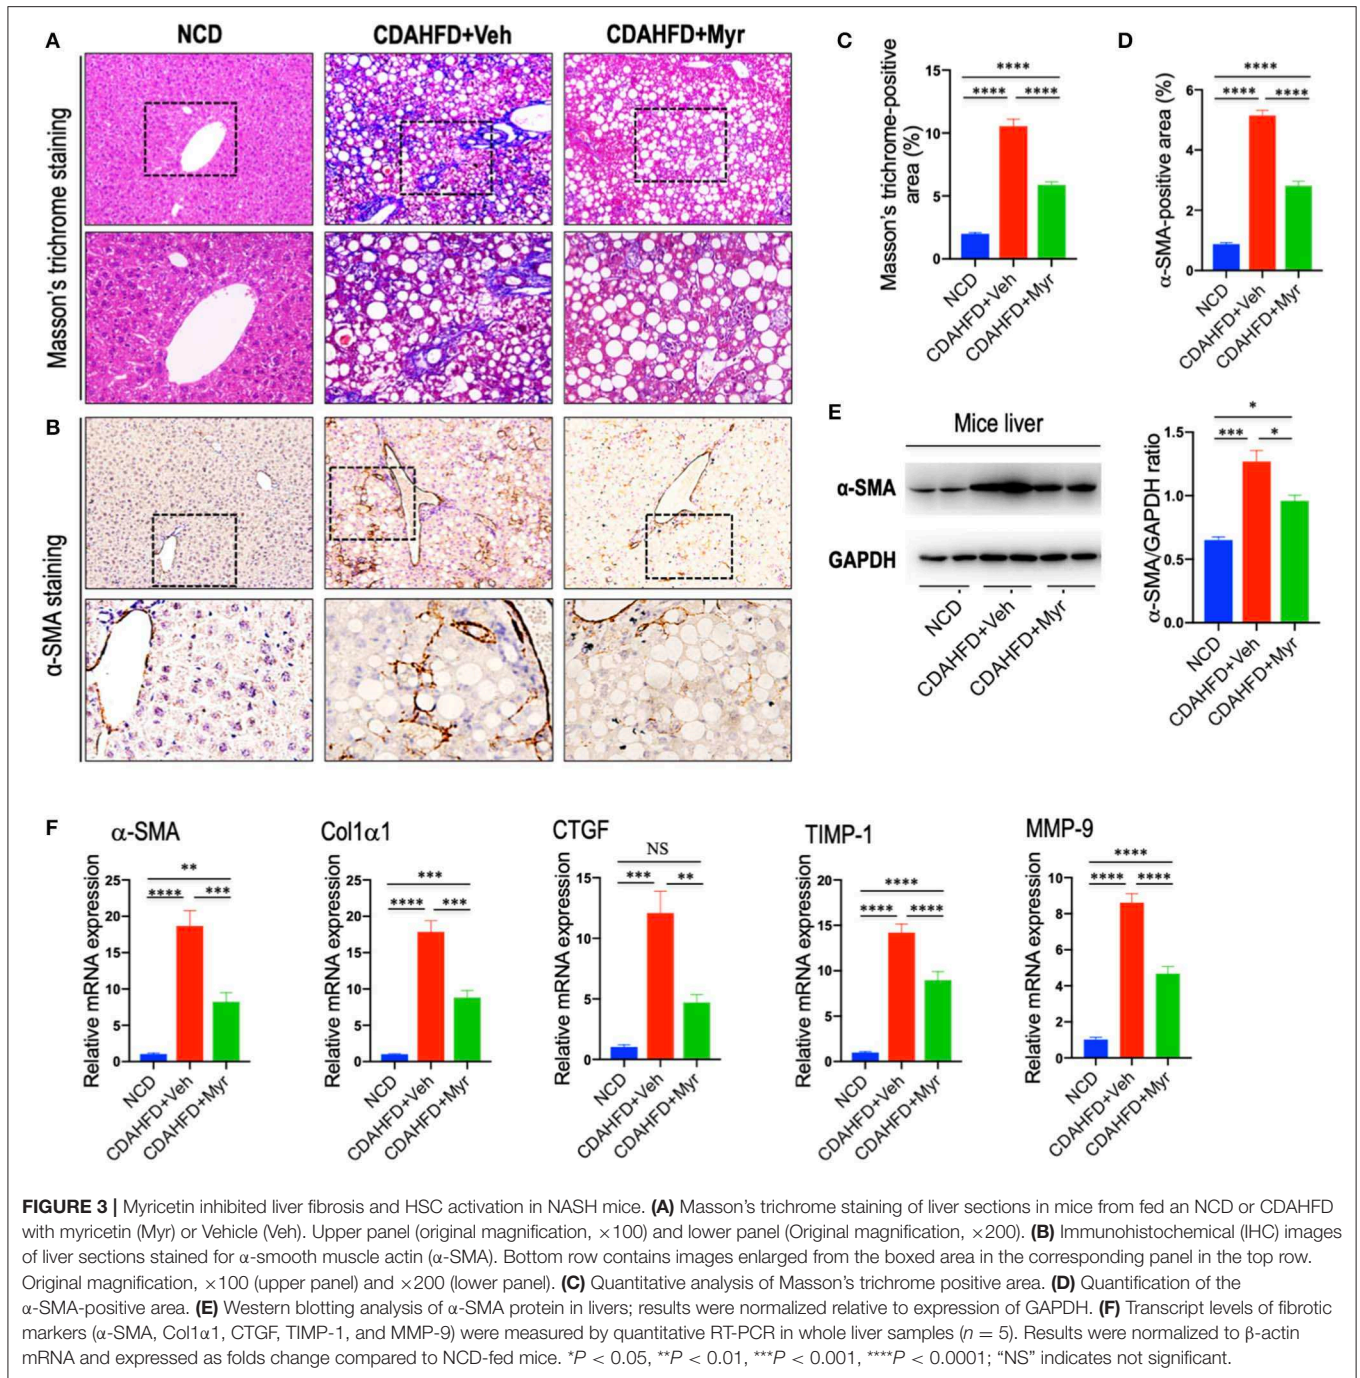 A
NCD
CDAHFD+Veh
CDAHFD+Myr
Masson's trichrome staining
B
α-SMA staining
C
Masson's trichrome-positive
area (%)
15
10
5
0
****
**** ****
NCD
CDAHFD+Veh
CDAHFD+Myr
D
α-SMA-positive area (%)
6
4
2
0
****
**** ****
NCD
CDAHFD+Veh
CDAHFD+Myr
E
Mice liver
α-SMA
GAPDH
NCD
CDAHFD+Veh
CDAHFD+Myr
α-SMA/GAPDH ratio
1.5
1.0
0.5
0.0
*
*** *
NCD
CDAHFD+Veh
CDAHFD+Myr
F
α-SMA
Relative mRNA expression
25
20
15
10
5
0
**
**** ***
NCD
CDAHFD+Veh
CDAHFD+Myr
Col1α1
Relative mRNA expression
25
20
15
10
5
0
***
**** ***
NCD
CDAHFD+Veh
CDAHFD+Myr
CTGF
Relative mRNA expression
15
10
5
0
NS
*** **
NCD
CDAHFD+Veh
CDAHFD+Myr
TIMP-1
Relative mRNA expression
20
15
10
5
0
****
**** ****
NCD
CDAHFD+Veh
CDAHFD+Myr
MMP-9
Relative mRNA expression
10
8
6
4
2
0
****
**** ****
NCD
CDAHFD+Veh
CDAHFD+Myr
FIGURE 3 | Myricetin inhibited liver fibrosis and HSC activation in NASH mice. (A) Masson's trichrome staining of liver sections in mice from fed an NCD or CDAHFD
with myricetin (Myr) or Vehicle (Veh). Upper panel (original magnification, ×100) and lower panel (Original magnification, ×200). (B) Immunohistochemical (IHC) images
of liver sections stained for α-smooth muscle actin (α-SMA). Bottom row contains images enlarged from the boxed area in the corresponding panel in the top row.
Original magnification, ×100 (upper panel) and ×200 (lower panel). (C) Quantitative analysis of Masson's trichrome positive area. (D) Quantification of the
α-SMA-positive area. (E) Western blotting analysis of α-SMA protein in livers; results were normalized relative to expression of GAPDH. (F) Transcript levels of fibrotic
markers (α-SMA, Col1α1, CTGF, TIMP-1, and MMP-9) were measured by quantitative RT-PCR in whole liver samples (n = 5). Results were normalized to β-actin
mRNA and expressed as folds change compared to NCD-fed mice. *P < 0.05, **P < 0.01, ***P < 0.001, ****P < 0.0001; “NS” indicates not significant.